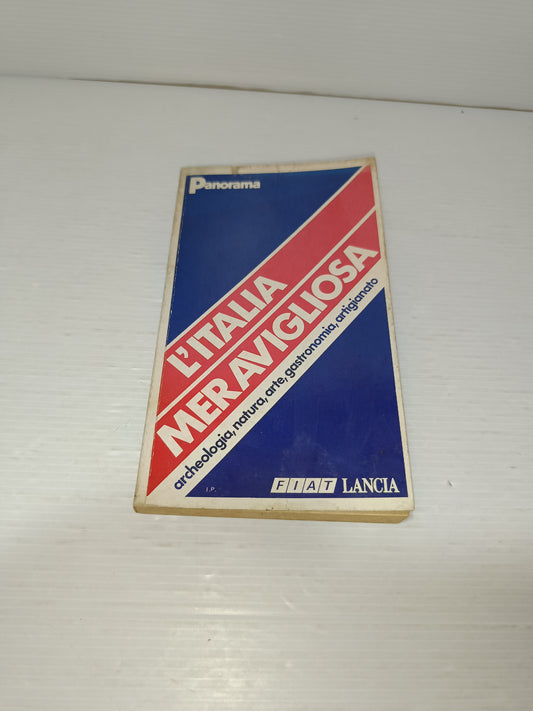 Panorama
L'ITALIA
MERAVIGLIOSA
archeologia, natura, arte, gastronomia, artigianato
I.P.
FIAT LANCIA